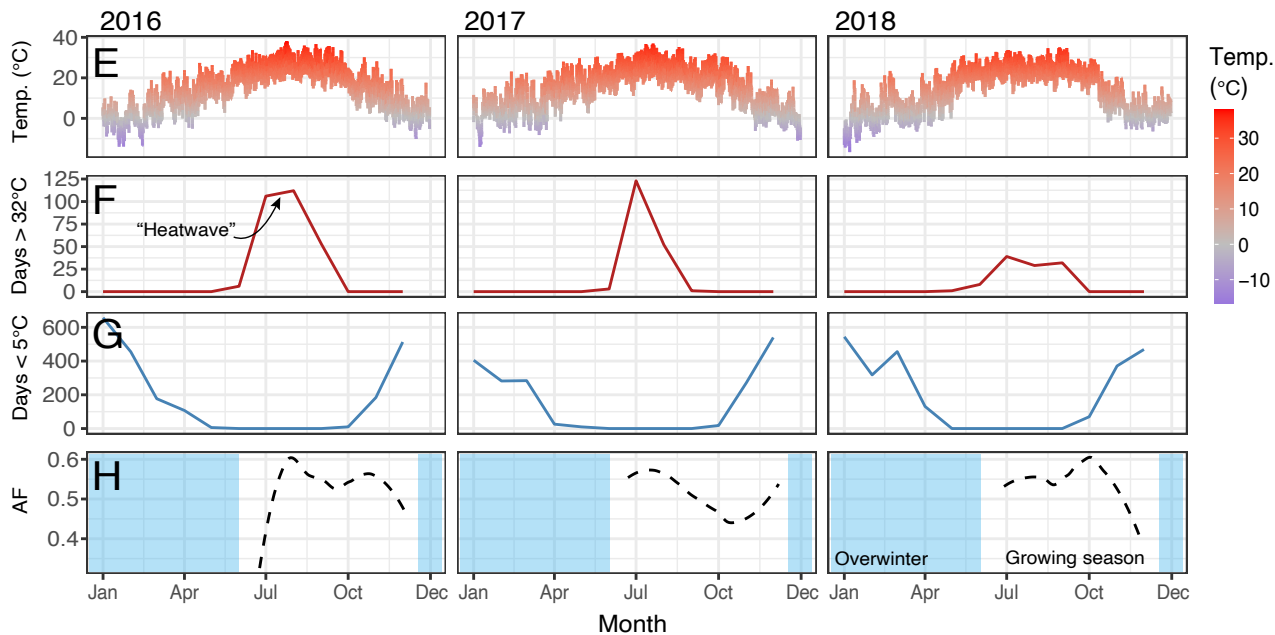 2016 2017 2018
E
Temp. (°C)
40
20
0
Temp.
(°C)
30
20
10
0
−10
F
Days > 32°C
125
100
75
50
25
0
“Heatwave”
G
Days < 5°C
600
400
200
0
H
AF
0.6
0.5
0.4
Overwinter Growing season
Jan Apr Jul Oct Dec Jan Apr Jul Oct Dec Jan Apr Jul Oct Dec
Month